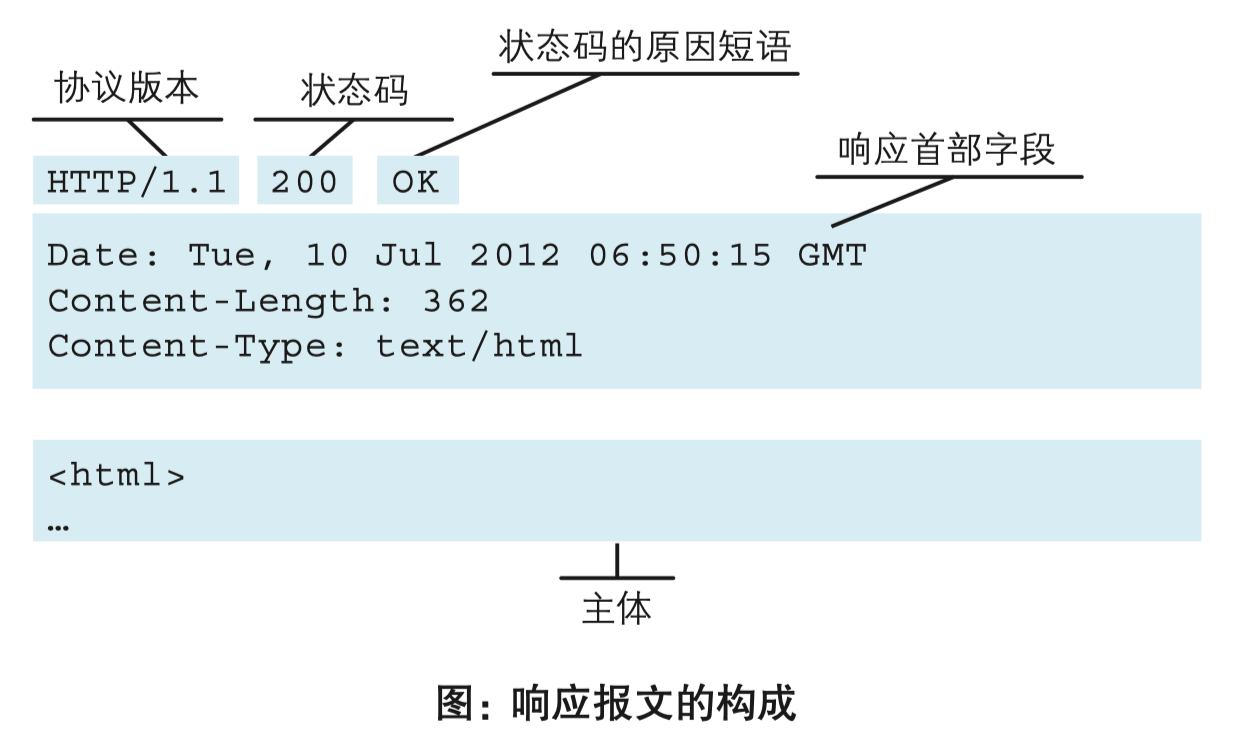 状态码的原因短语
协议版本 状态码
响应首部字段
HTTP/1.1 200 OK
Date: Tue, 10 Jul 2012 06:50:15 GMT
Content-Length: 362
Content-Type: text/html
<html>
…
主体
图：响应报文的构成